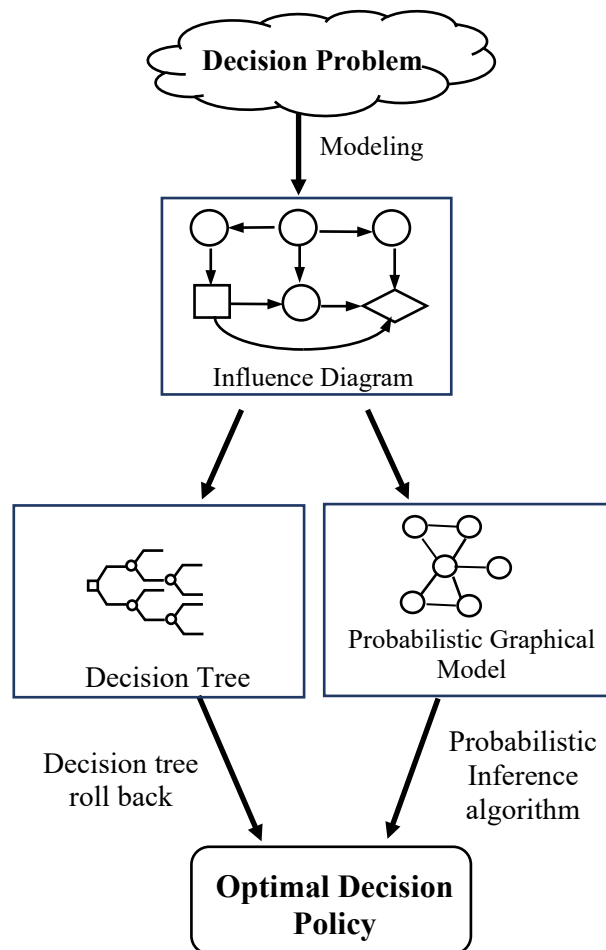 Decision Problem
Modeling
Influence Diagram
Decision Tree
Probabilistic Graphical
Model
Decision tree
roll back
Probabilistic
Inference
algorithm
Optimal Decision
Policy